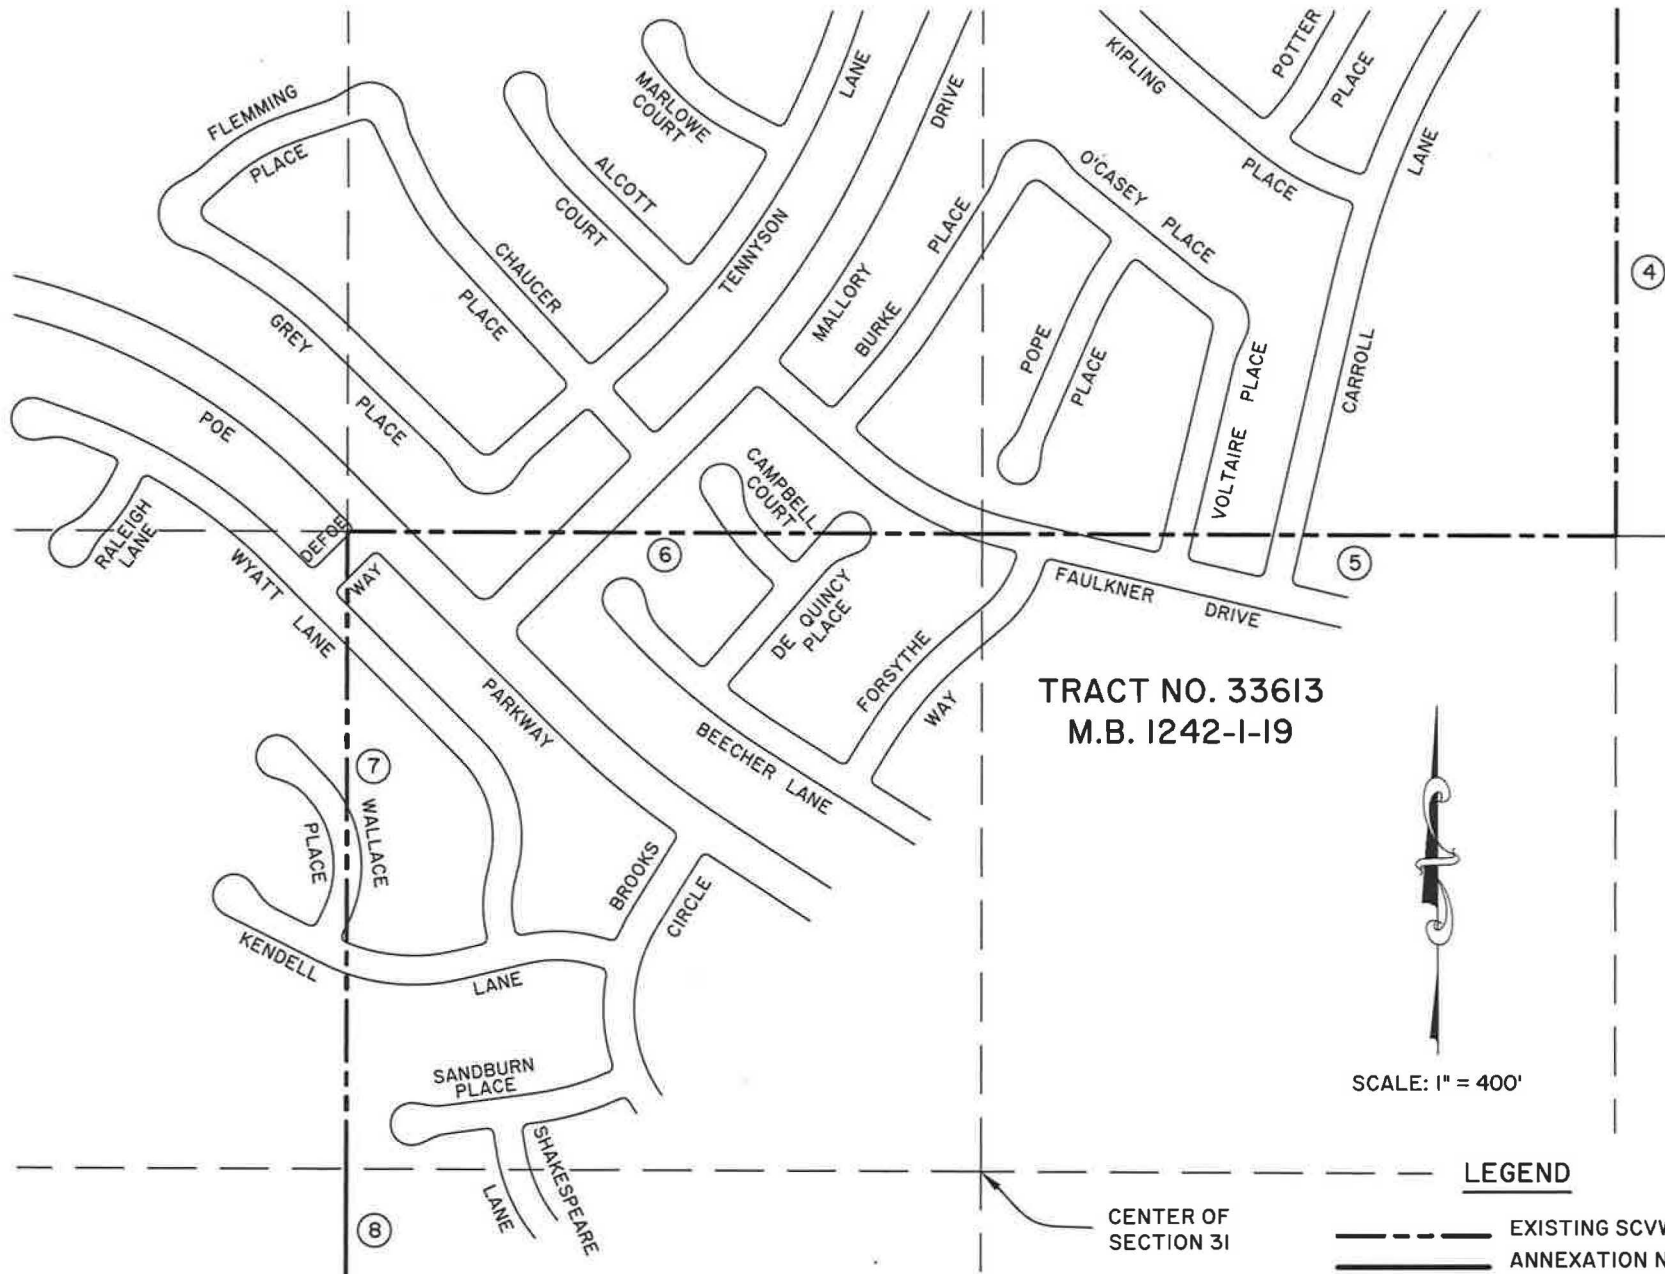 FLEMMING
PLACE
MARLOWE
COURT
ALCOTT
COURT
LANE
DRIVE
KIPLING
PLACE
POTTER
PLACE
LANE
O'CASEY PLACE
CHAUCER
PLACE
TENNYSON
MALLORY
BURKE PLACE
GREY
PLACE
POPE
PLACE
VOLTAIRE PLACE
CARROLL
4
POE
RALEIGH
LANE
DEFOE
WAY
WYATT
LANE
CAMPBELL
COURT
6
5
DE QUINCY
PLACE
FAULKNER DRIVE
FORSYTHE
WAY
PARKWAY
BEECHER LANE
TRACT NO. 33613
M.B. 1242-1-19
7
WALLACE
PLACE
BROOKS
CIRCLE
KENDELL
LANE
SANDBURN
PLACE
SHAKESPEARE
LANE
8
SCALE: 1" = 400'
CENTER OF
SECTION 31
LEGEND
EXISTING SCVW
ANNEXATION N